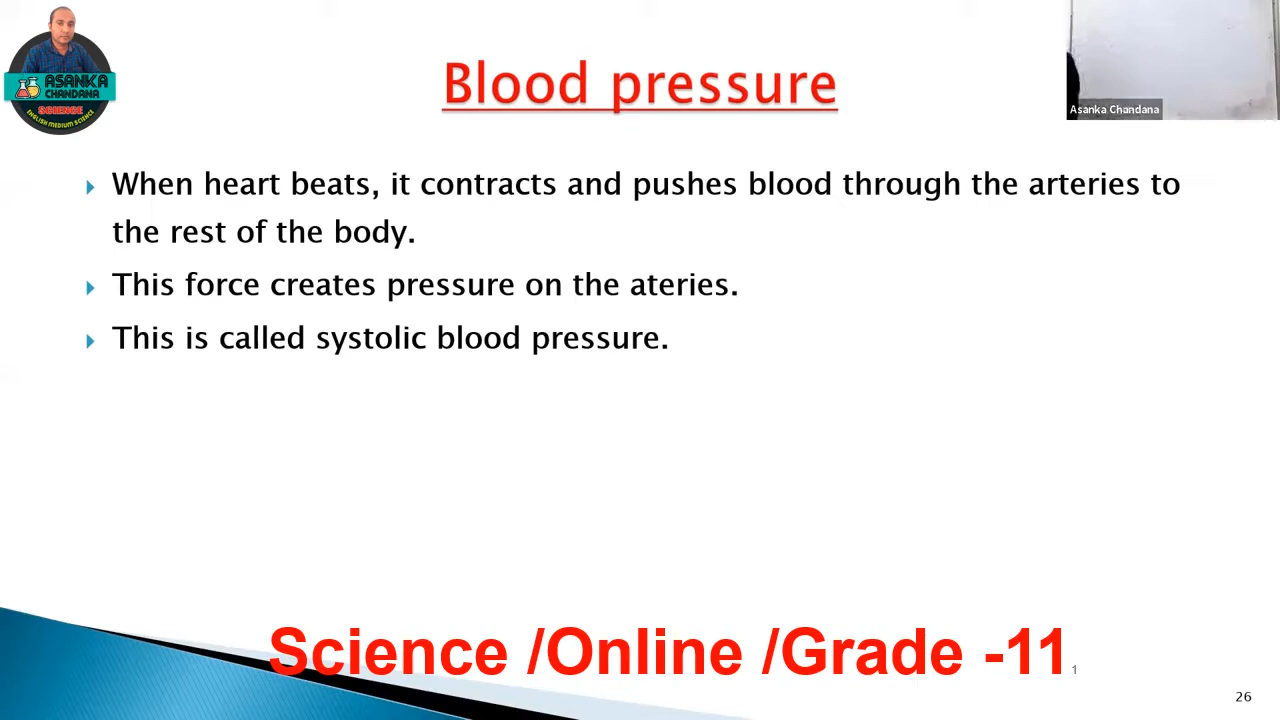 ASANKA
CHANDANA
SCIENCE
ENGLISH MEDIUM SCIENCE
Blood pressure
Asanka Chandana
When heart beats, it contracts and pushes blood through the arteries to
the rest of the body.
This force creates pressure on the ateries.
This is called systolic blood pressure.
Science /Online /Grade -11
1
26